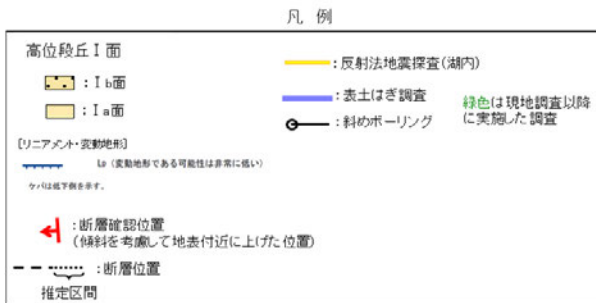 凡 例
高位段丘Ⅰ面
：Ⅰb面
：Ⅰa面
[リニアメント・変動地形]
LD (変動地形である可能性は非常に低い)
ケバは低下側を示す。
：断層確認位置
(傾斜を考慮して地表付近に上げた位置)
：断層位置
推定区間
：反射法地震探査(湖内)
：表土はぎ調査
：斜めボーリング
緑色は現地調査以降
に実施した調査